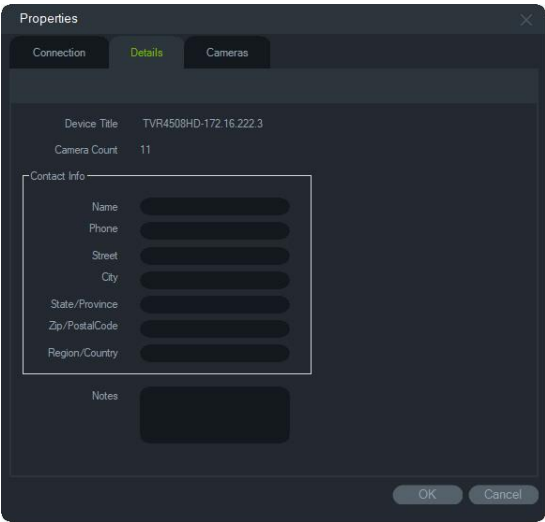 Properties
Connection Details Cameras
Device Title TVR4508HD-172.16.222.3
Camera Count 11
Contact Info
Name
Phone
Street
City
State/Province
Zip/PostalCode
Region/Country
Notes
OK Cancel